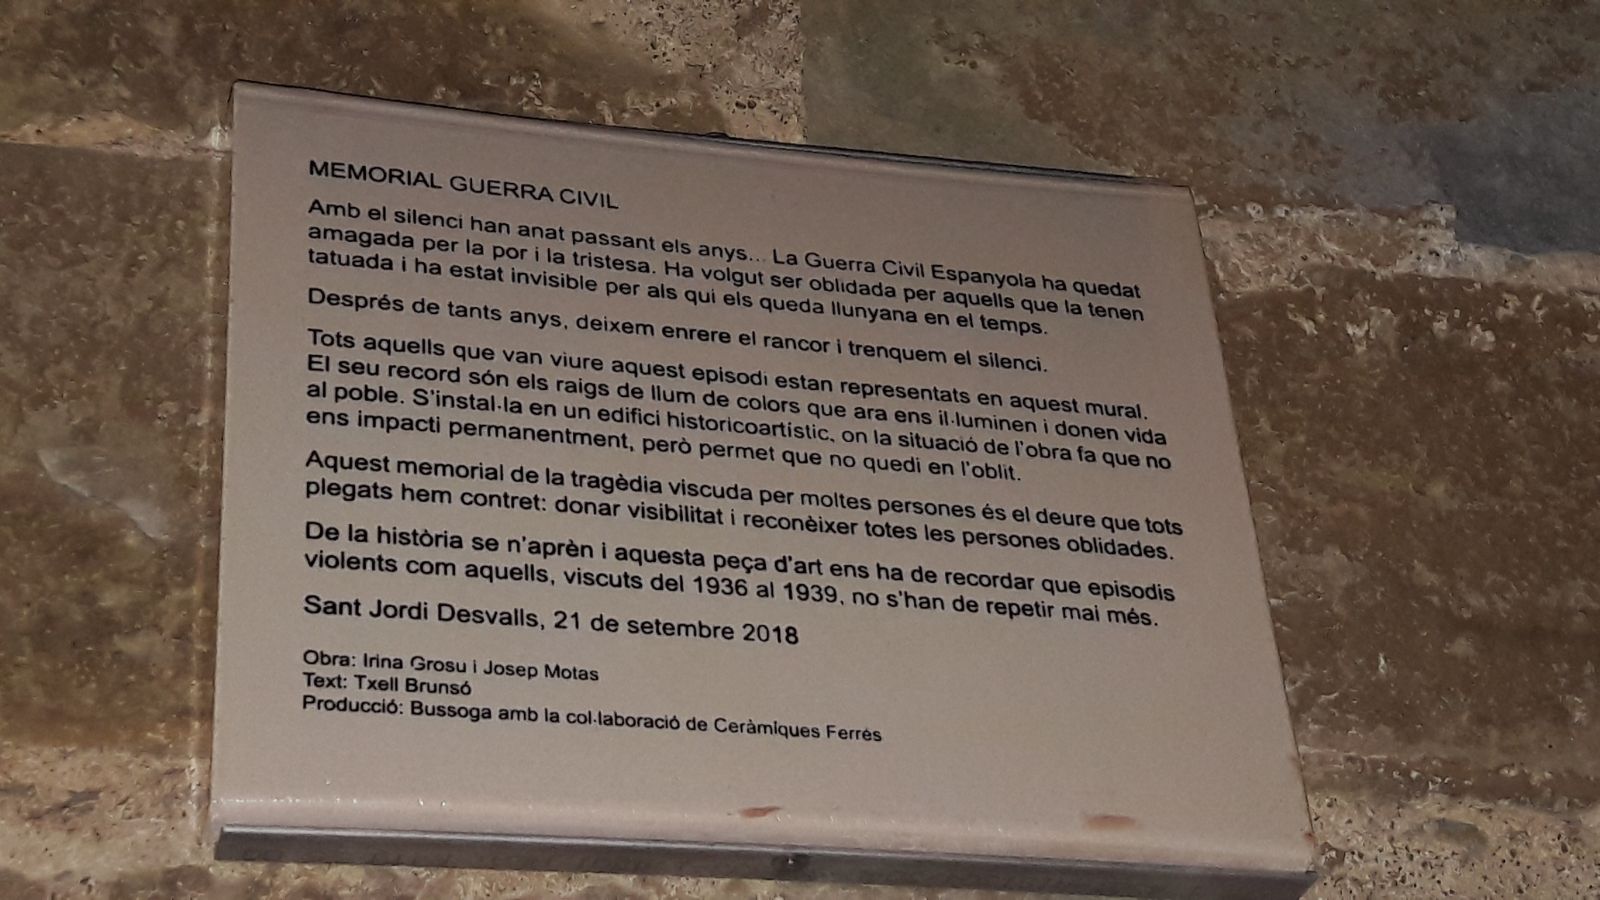 MEMORIAL GUERRA CIVIL
Amb el silenci han anat passant els anys... La Guerra Civil Espanyola ha quedat
amagada per la por i la tristesa. Ha volgut ser oblidada per aquells que la tenen
tatuada i ha estat invisible per als qui els queda llunyana en el temps.
Després de tants anys, deixem enrere el rancor i trenquem el silenci.
Tots aquells que van viure aquest episodi estan representats en aquest mural.
El seu record són els raigs de llum de colors que ara ens il·luminen i donen vida
al poble. S'instal·la en un edifici historicoartístic, on la situació de l'obra fa que no
ens impacti permanentment, però permet que no quedi en l'oblit.
Aquest memorial de la tragèdia viscuda per moltes persones és el deure que tots
plegats hem contret: donar visibilitat i reconèixer totes les persones oblidades.
De la història se n'aprèn i aquesta peça d'art ens ha de recordar que episodis
violents com aquells, viscuts del 1936 al 1939, no s'han de repetir mai més.
Sant Jordi Desvalls, 21 de setembre 2018
Obra: Irina Grosu i Josep Motas
Text: Txell Brunsó
Producció: Bussoga amb la col·laboració de Ceràmiques Ferrés